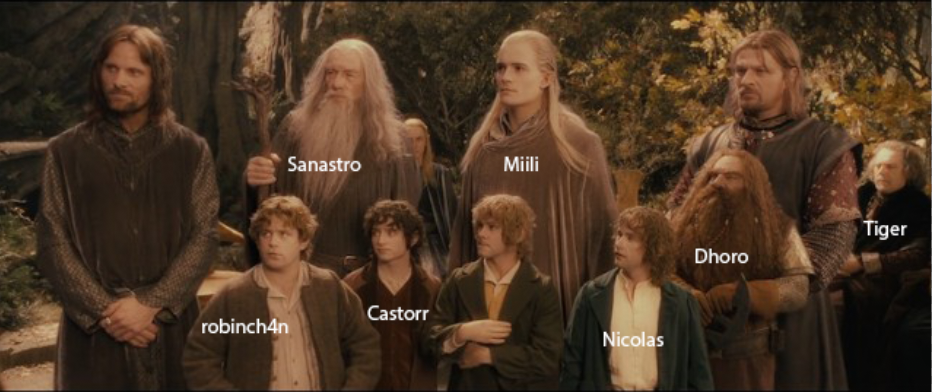 Sanastro
Miili
Tiger
Dhoro
Castorr
robinch4n
Nicolas